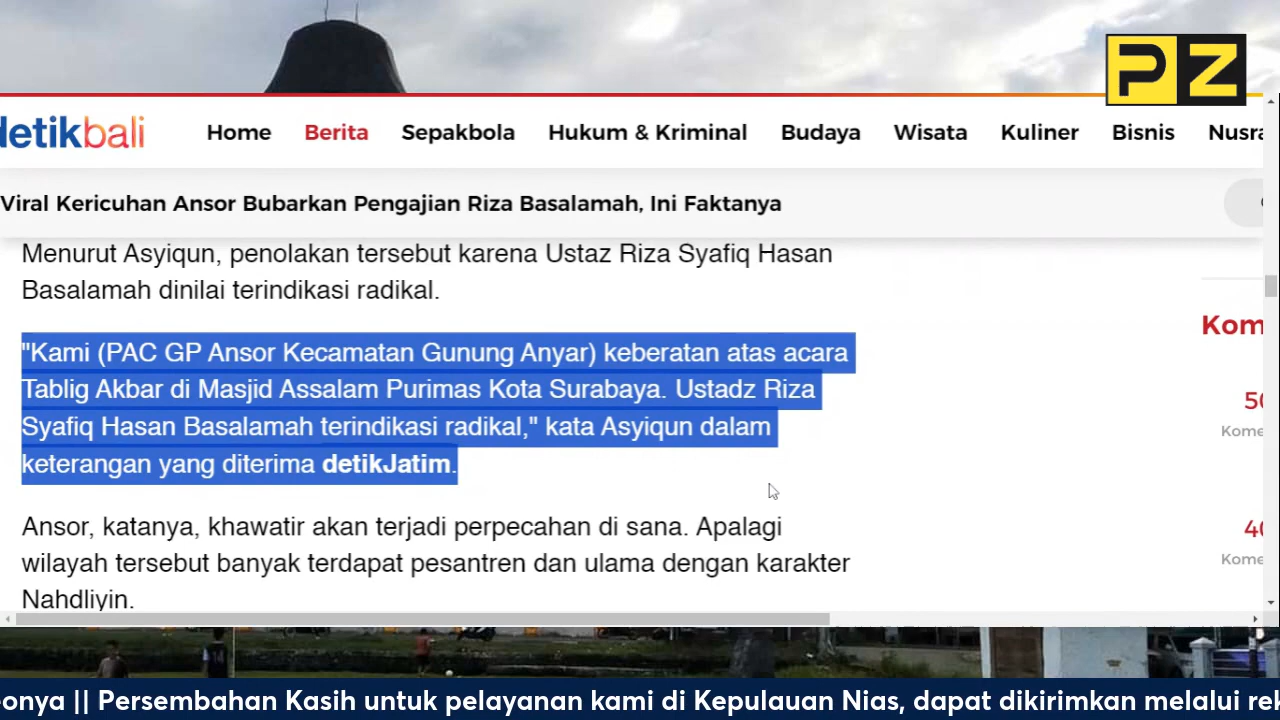 PZ
detikbali Home Berita Sepakbola Hukum & Kriminal Budaya Wisata Kuliner Bisnis
Viral Kericuhan Ansor Bubarkan Pengajian Riza Basalamah, Ini Faktanya
Menurut Asyiqun, penolakan tersebut karena Ustaz Riza Syafiq Hasan
Basalamah dinilai terindikasi radikal.
"Kami (PAC GP Ansor Kecamatan Gunung Anyar) keberatan atas acara
Tablig Akbar di Masjid Assalam Purimas Kota Surabaya. Ustadz Riza
Syafiq Hasan Basalamah terindikasi radikal," kata Asyiqun dalam
keterangan yang diterima detikJatim.
Ansor, katanya, khawatir akan terjadi perpecahan di sana. Apalagi
wilayah tersebut banyak terdapat pesantren dan ulama dengan karakter
Nahdliyin.
onya || Persembahan Kasih untuk pelayanan kami di Kepulauan Nias, dapat dikirimkan melalui